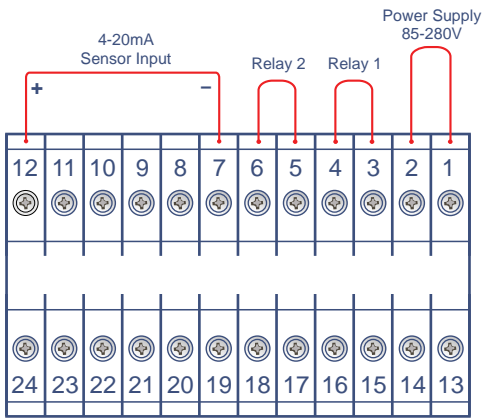 Power Supply
85-280V
4-20mA
Sensor Input
Relay 2
Relay 1
+
–
12 11 10 9 8 7 6 5 4 3 2 1
24 23 22 21 20 19 18 17 16 15 14 13